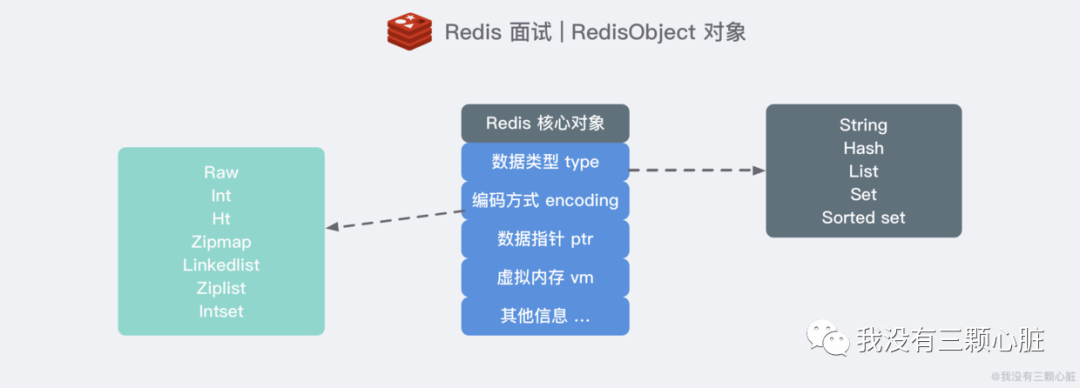 Redis 面试 | RedisObject 对象
Raw
Int
Ht
Zipmap
Linkedlist
Ziplist
Intset
Redis 核心对象
数据类型 type
编码方式 encoding
数据指针 ptr
虚拟内存 vm
其他信息 ...
String
Hash
List
Set
Sorted set
我没有三颗心脏
@我没有三颗心脏